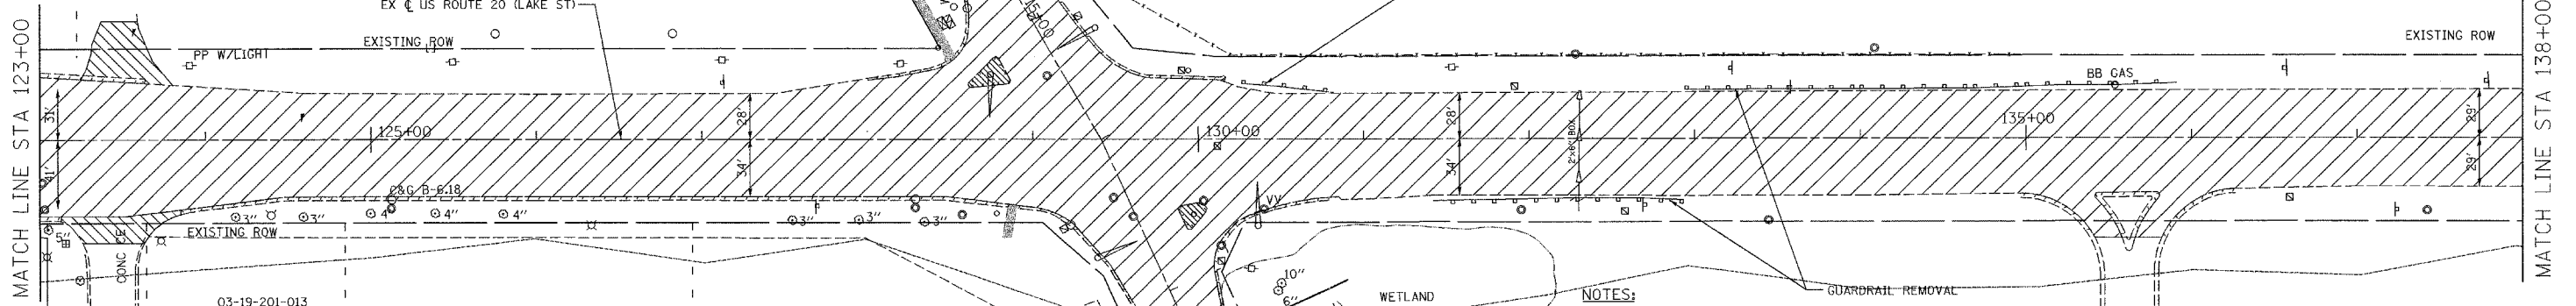 MATCH LINE STA 123+00
EX ℄ US ROUTE 20 (LAKE ST)
EXISTING ROW
PP W/LIGHT
EXISTING ROW
MATCH LINE STA 138+00
BB GAS
31'
41'
125+00
28'
34'
130+00
28'
34'
2'x6' BOX
135+00
29'
29'
C&G B-6.18
3"
3"
4"
4"
4"
3"
3"
3"
VV
5"
EXISTING ROW
CONC CE
03-19-201-013
10"
6"
WETLAND
NOTES:
GUARDRAIL REMOVAL